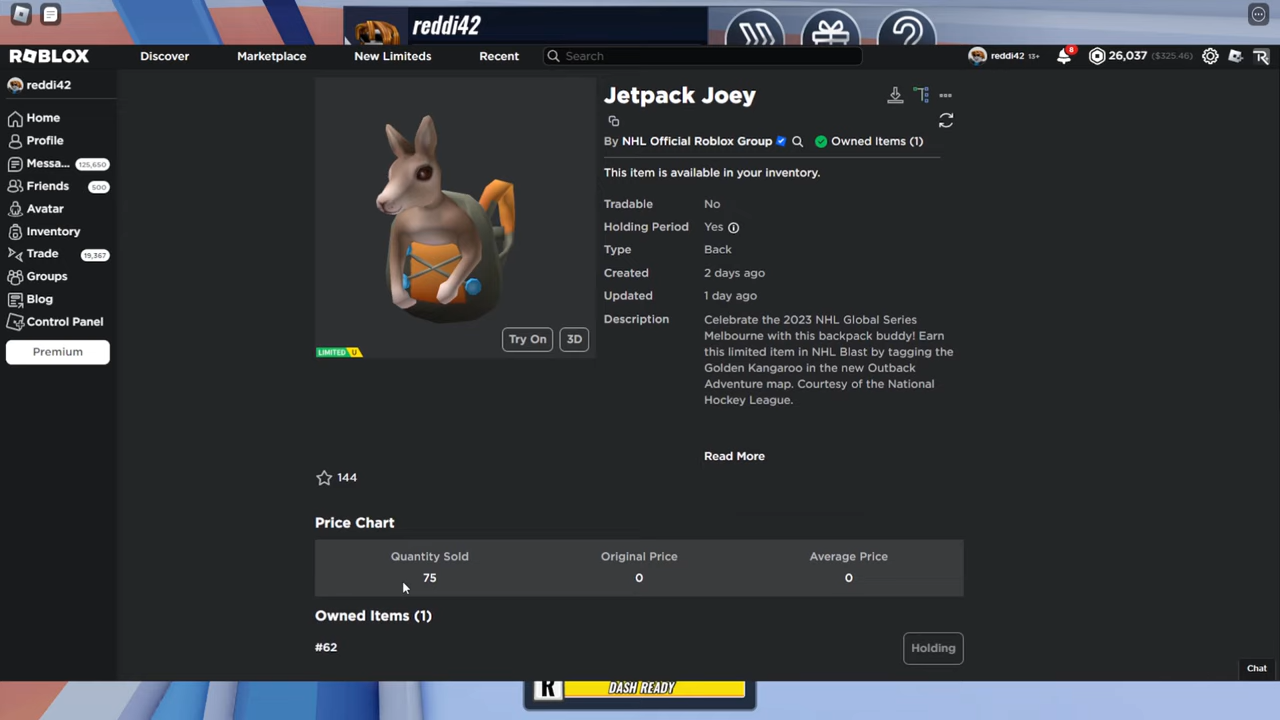 reddi42
ROBLOX
Discover
Marketplace
New Limiteds
Recent
Search
reddi42 13+
8
26,037 ($325.46)
reddi42
Home
Profile
Messa... 125,650
Friends 500
Avatar
Inventory
Trade 19,367
Groups
Blog
Control Panel
Premium
LIMITED U
Try On
3D
144
Jetpack Joey
By NHL Official Roblox Group
Owned Items (1)
This item is available in your inventory.
Tradable No
Holding Period Yes
Type Back
Created 2 days ago
Updated 1 day ago
Description Celebrate the 2023 NHL Global Series
Melbourne with this backpack buddy! Earn
this limited item in NHL Blast by tagging the
Golden Kangaroo in the new Outback
Adventure map. Courtesy of the National
Hockey League.
Read More
Price Chart
Quantity Sold Original Price Average Price
75 0 0
Owned Items (1)
#62 Holding
Chat
R DASH READY